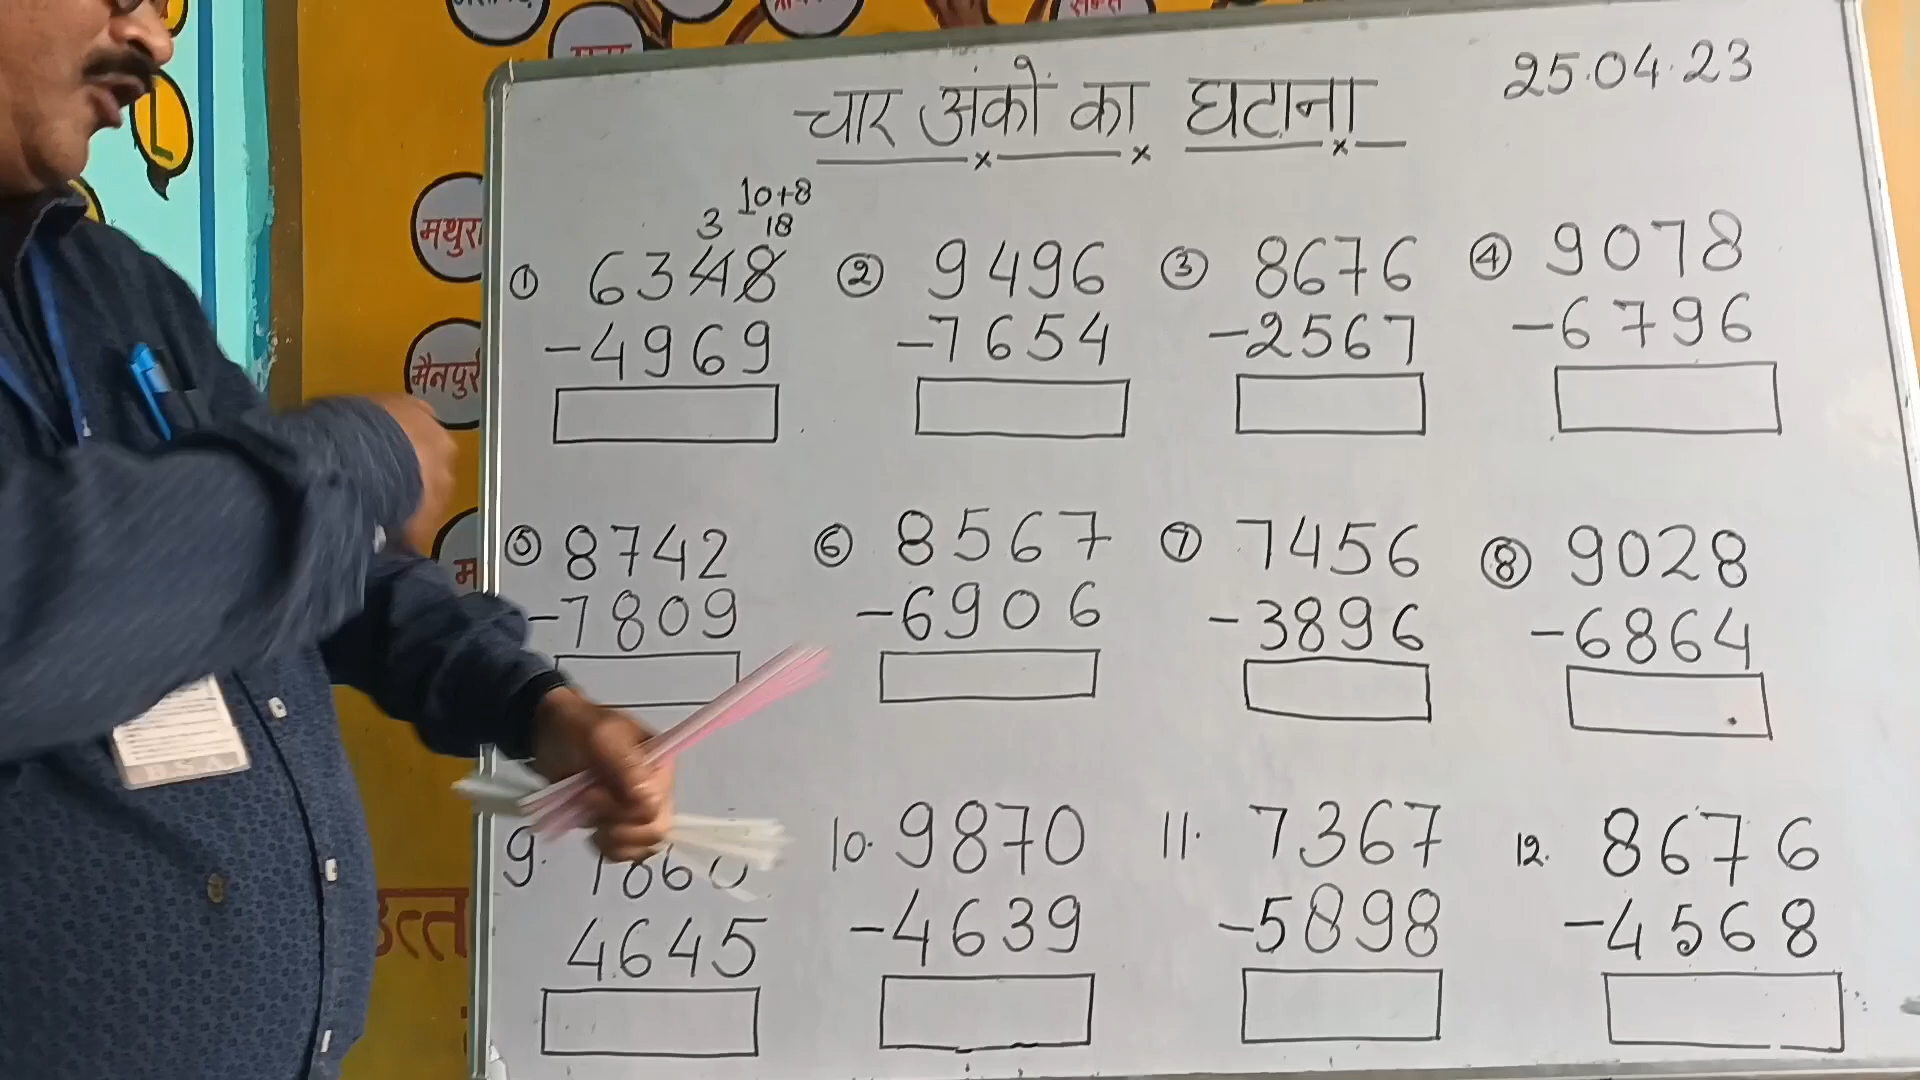 चार अंकों का घटाना
25.04.23
10+8
3 18
① 6348 ② 9496 ③ 8676 ④ 9078
-4969 -7654 -2567 -6796
⑤ 8742 ⑥ 8567 ⑦ 7456 ⑧ 9028
-7809 -6906 -3896 -6864
9. 10. 9870 11. 7367 12. 8676
4645 -4639 -5898 -4568
मथुरा
मैनपुरी
उत्त
L